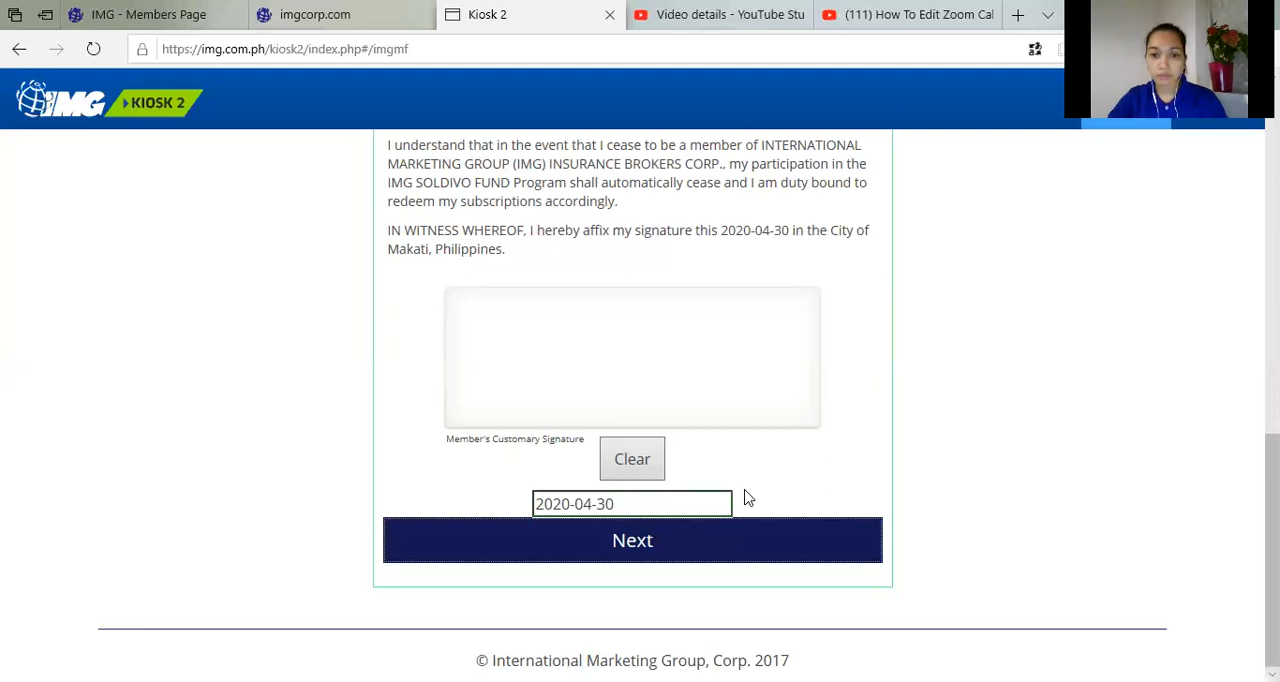 IMG - Members Page
imgcorp.com
Kiosk 2
Video details - YouTube Stu
(111) How To Edit Zoom Cal
https://img.com.ph/kiosk2/index.php#/imgmf
IMG KIOSK 2
I understand that in the event that I cease to be a member of INTERNATIONAL
MARKETING GROUP (IMG) INSURANCE BROKERS CORP., my participation in the
IMG SOLDIVO FUND Program shall automatically cease and I am duty bound to
redeem my subscriptions accordingly.
IN WITNESS WHEREOF, I hereby affix my signature this 2020-04-30 in the City of
Makati, Philippines.
Member's Customary Signature
Clear
2020-04-30
Next
© International Marketing Group, Corp. 2017